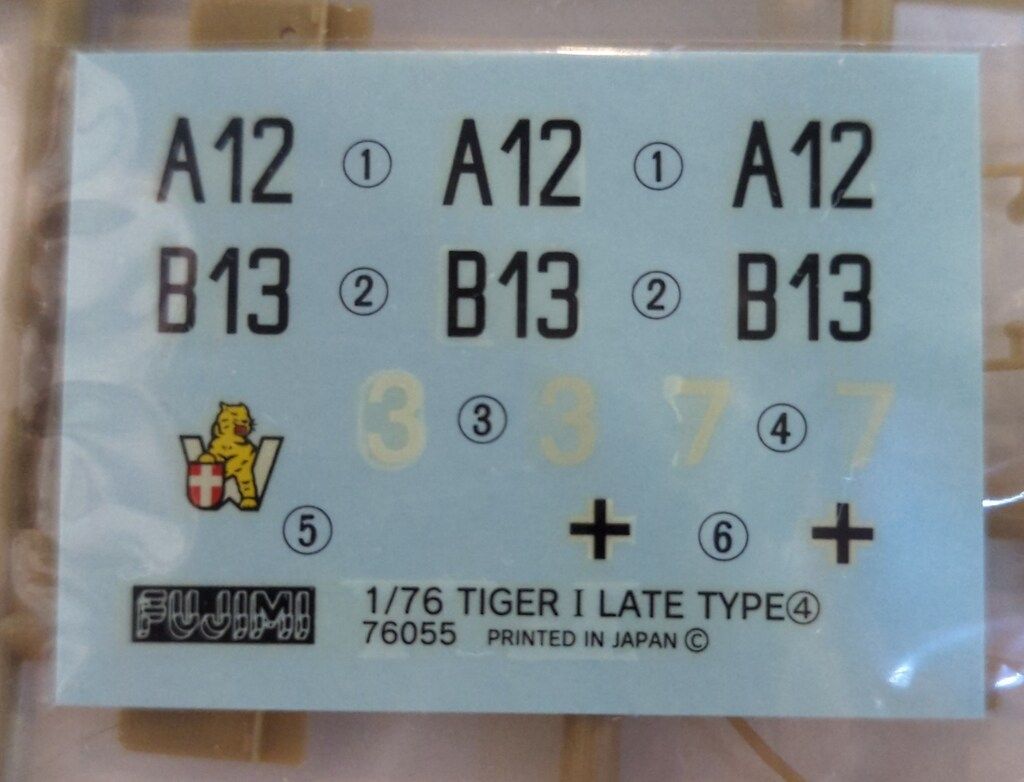 A12 ① A12 ① A12
B13 ② B13 ② B13
3 ③ 3 7 ④ 7
W
⑤ ⑥
FUJIMI 1/76 TIGER I LATE TYPE④
76055 PRINTED IN JAPAN ©